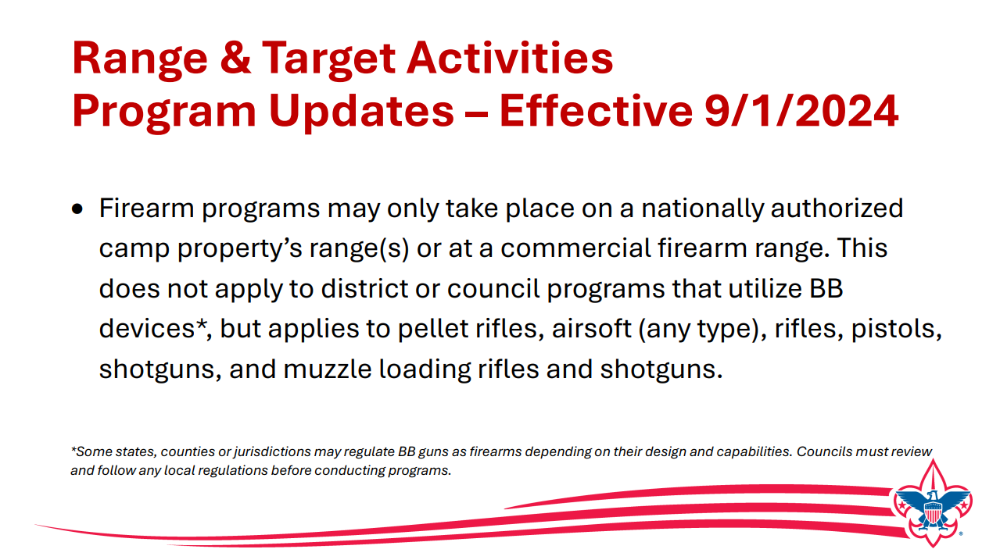 Range & Target Activities
Program Updates – Effective 9/1/2024
• Firearm programs may only take place on a nationally authorized
camp property’s range(s) or at a commercial firearm range. This
does not apply to district or council programs that utilize BB
devices*, but applies to pellet rifles, airsoft (any type), rifles, pistols,
shotguns, and muzzle loading rifles and shotguns.
*Some states, counties or jurisdictions may regulate BB guns as firearms depending on their design and capabilities. Councils must review
and follow any local regulations before conducting programs.
®